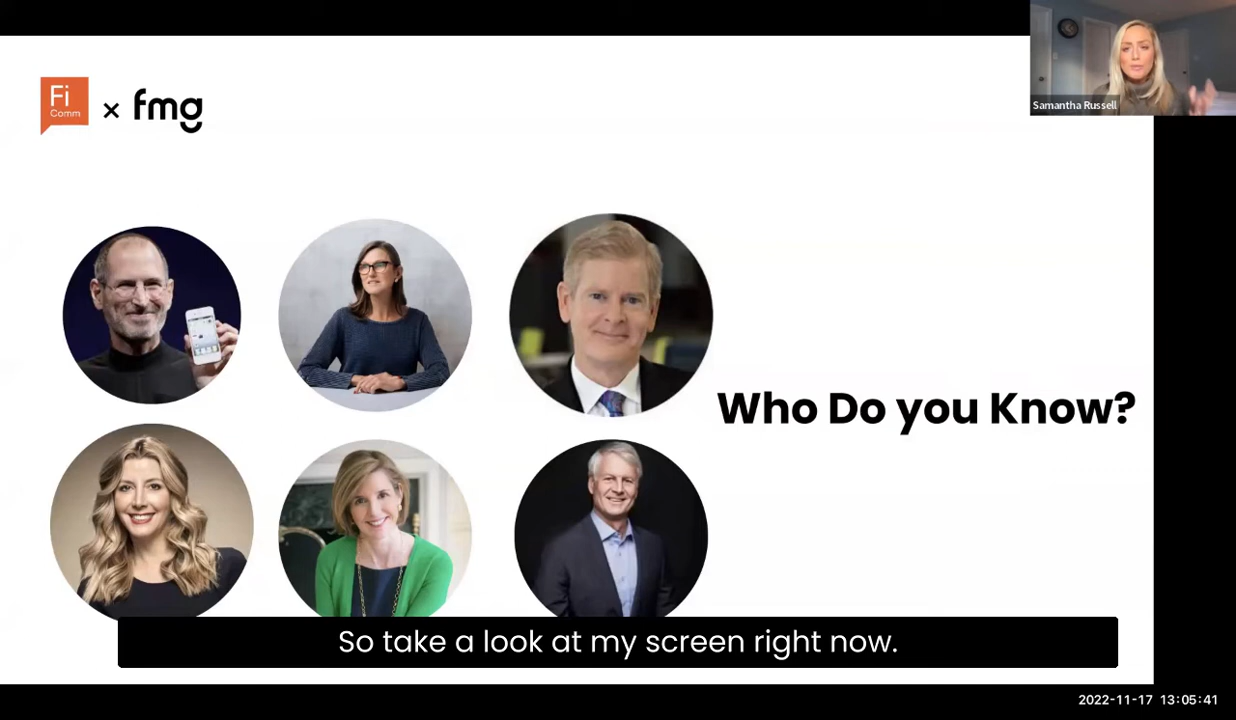 Samantha Russell
Fi
Comm
× fmg
Who Do you Know?
So take a look at my screen right now.
2022-11-17 13:05:41